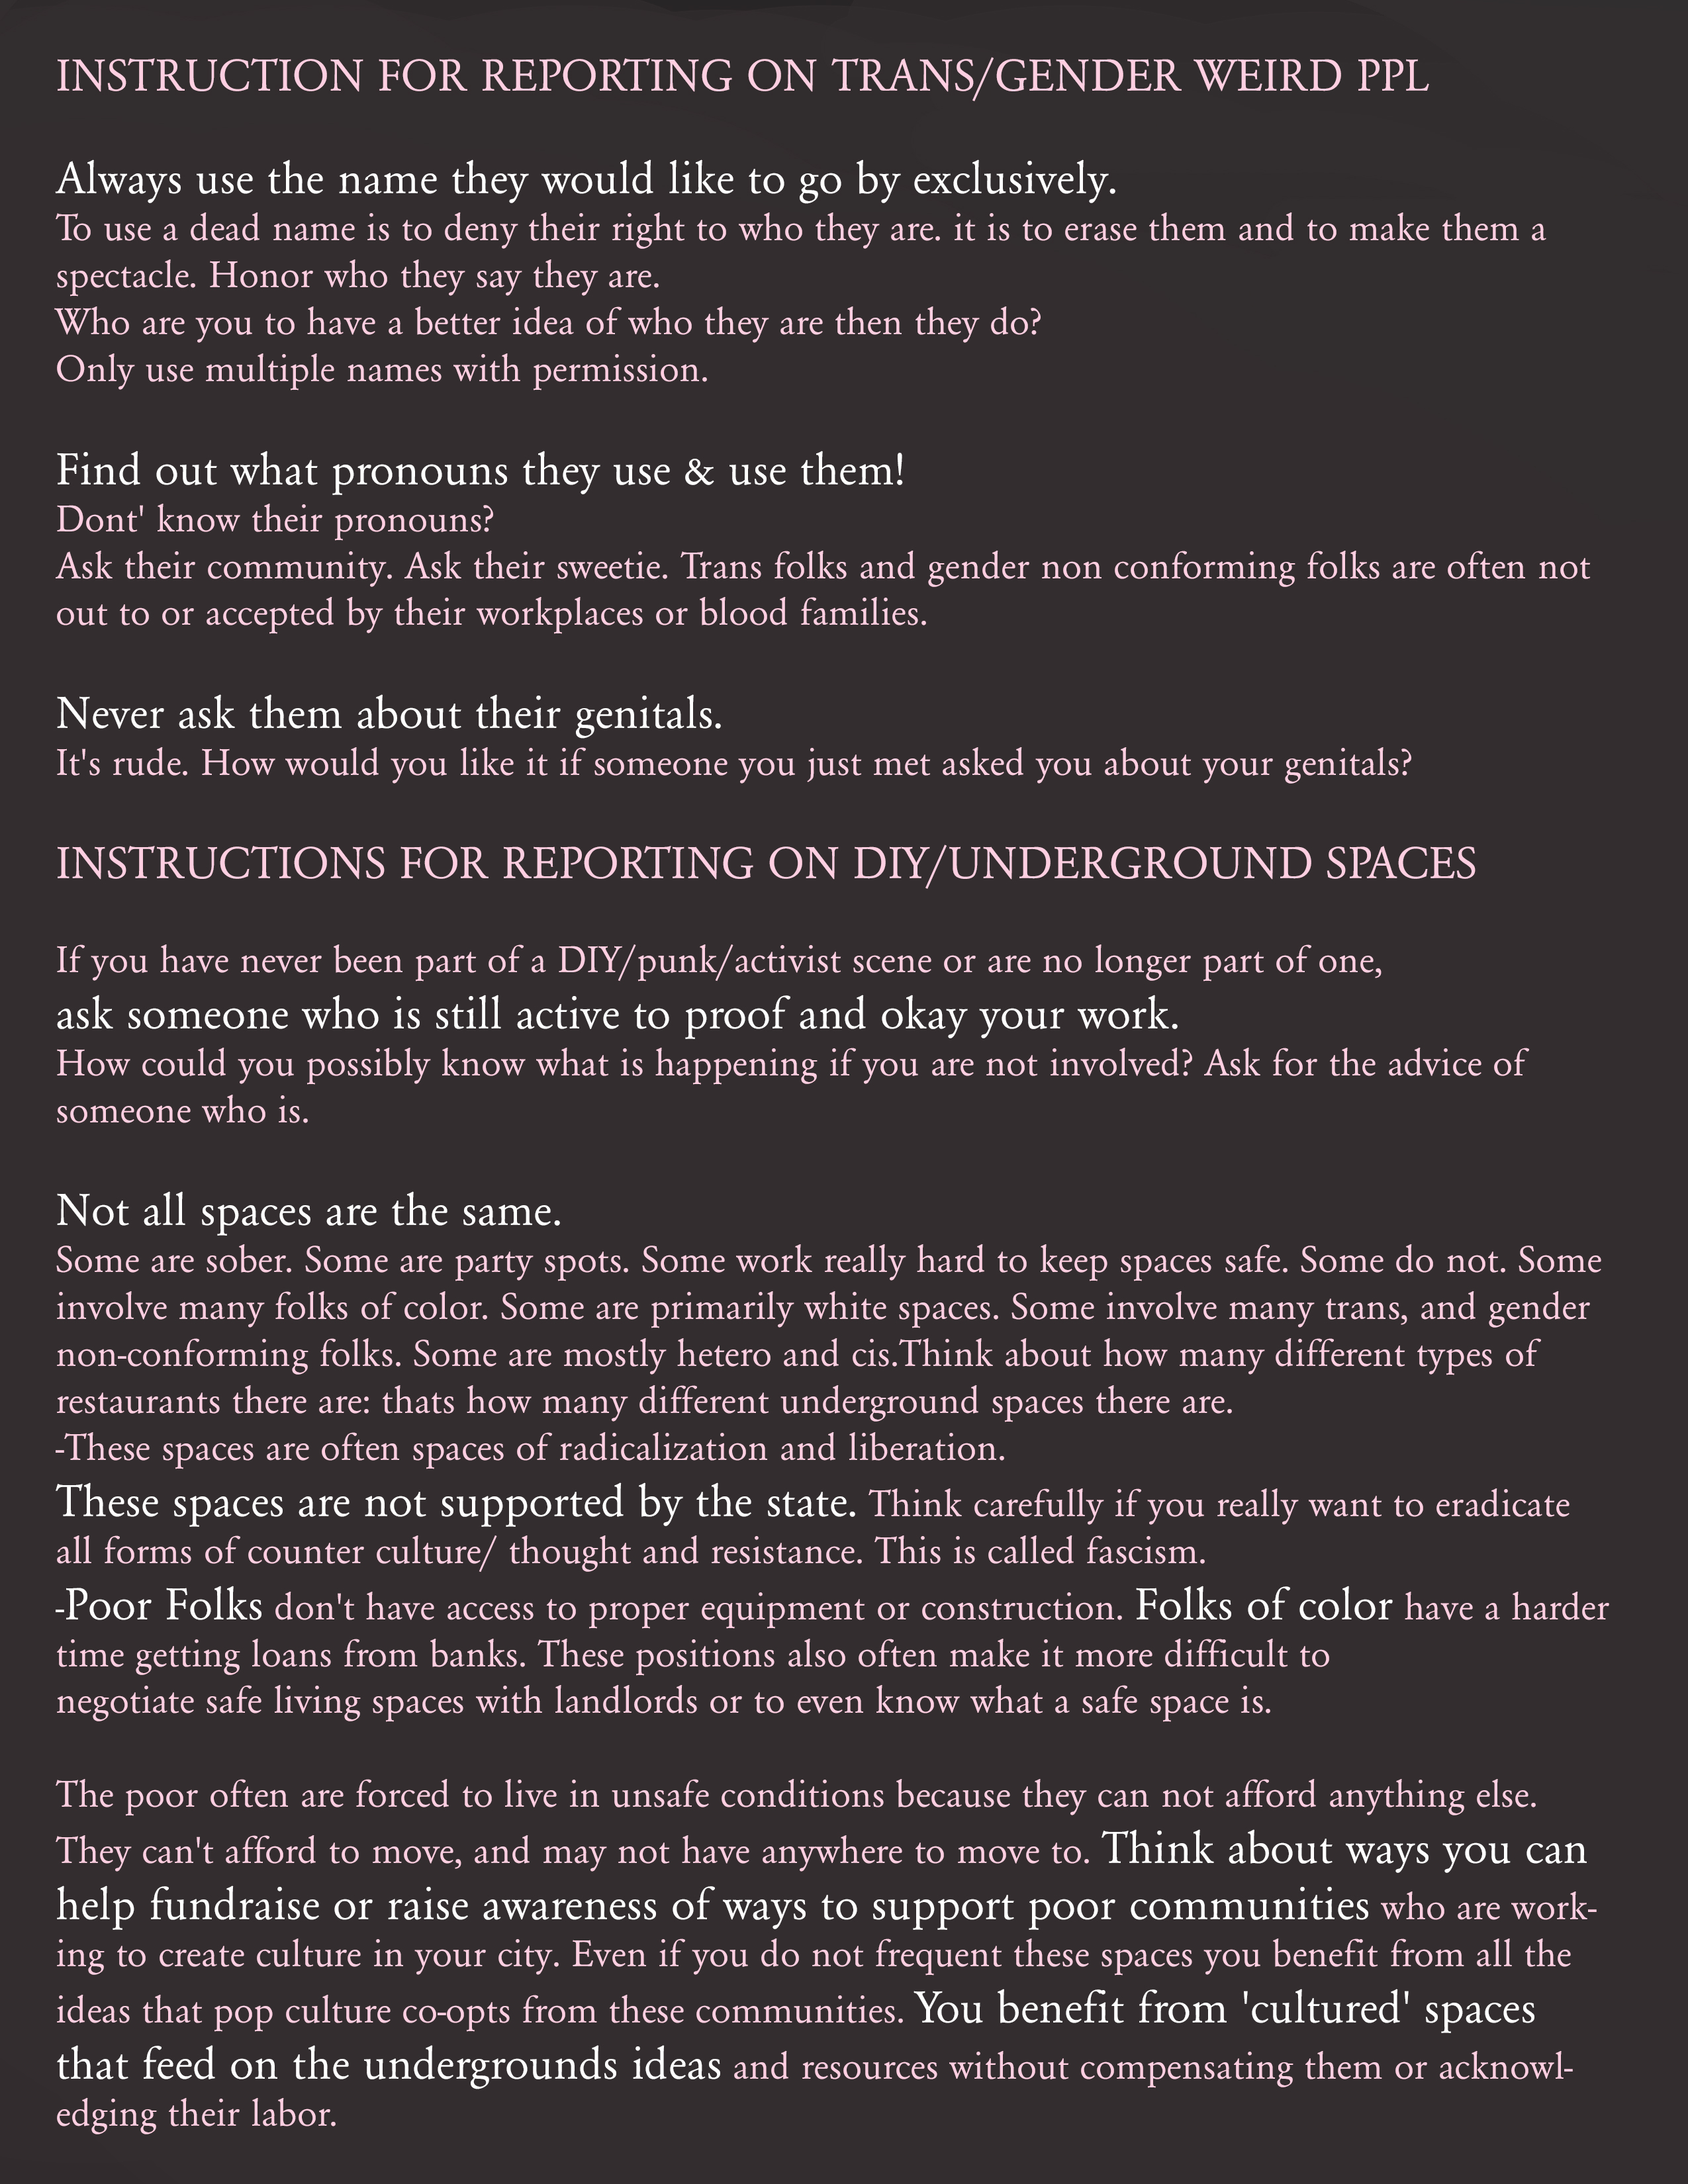 INSTRUCTION FOR REPORTING ON TRANS/GENDER WEIRD PPL
Always use the name they would like to go by exclusively.
To use a dead name is to deny their right to who they are. it is to erase them and to make them a
spectacle. Honor who they say they are.
Who are you to have a better idea of who they are then they do?
Only use multiple names with permission.
Find out what pronouns they use & use them!
Dont' know their pronouns?
Ask their community. Ask their sweetie. Trans folks and gender non conforming folks are often not
out to or accepted by their workplaces or blood families.
Never ask them about their genitals.
It's rude. How would you like it if someone you just met asked you about your genitals?
INSTRUCTIONS FOR REPORTING ON DIY/UNDERGROUND SPACES
If you have never been part of a DIY/punk/activist scene or are no longer part of one,
ask someone who is still active to proof and okay your work.
How could you possibly know what is happening if you are not involved? Ask for the advice of
someone who is.
Not all spaces are the same.
Some are sober. Some are party spots. Some work really hard to keep spaces safe. Some do not. Some
involve many folks of color. Some are primarily white spaces. Some involve many trans, and gender
non-conforming folks. Some are mostly hetero and cis.Think about how many different types of
restaurants there are: thats how many different underground spaces there are.
-These spaces are often spaces of radicalization and liberation.
These spaces are not supported by the state. Think carefully if you really want to eradicate
all forms of counter culture/ thought and resistance. This is called fascism.
-Poor Folks don't have access to proper equipment or construction. Folks of color have a harder
time getting loans from banks. These positions also often make it more difficult to
negotiate safe living spaces with landlords or to even know what a safe space is.
The poor often are forced to live in unsafe conditions because they can not afford anything else.
They can't afford to move, and may not have anywhere to move to. Think about ways you can
help fundraise or raise awareness of ways to support poor communities who are work-
ing to create culture in your city. Even if you do not frequent these spaces you benefit from all the
ideas that pop culture co-opts from these communities. You benefit from 'cultured' spaces
that feed on the undergrounds ideas and resources without compensating them or acknowl-
edging their labor.